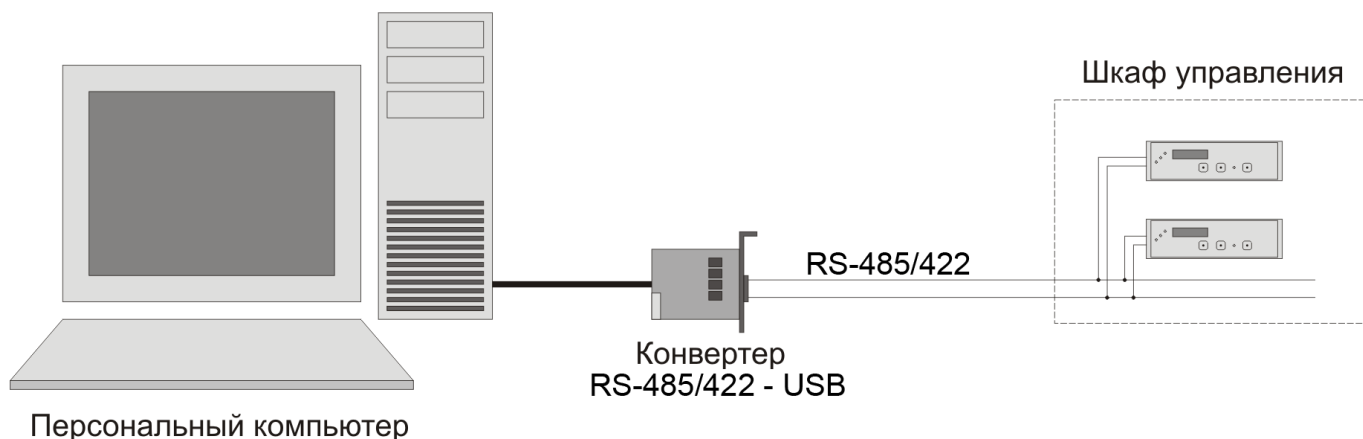 Шкаф управления
RS-485/422
Конвертер
RS-485/422 - USB
Персональный компьютер